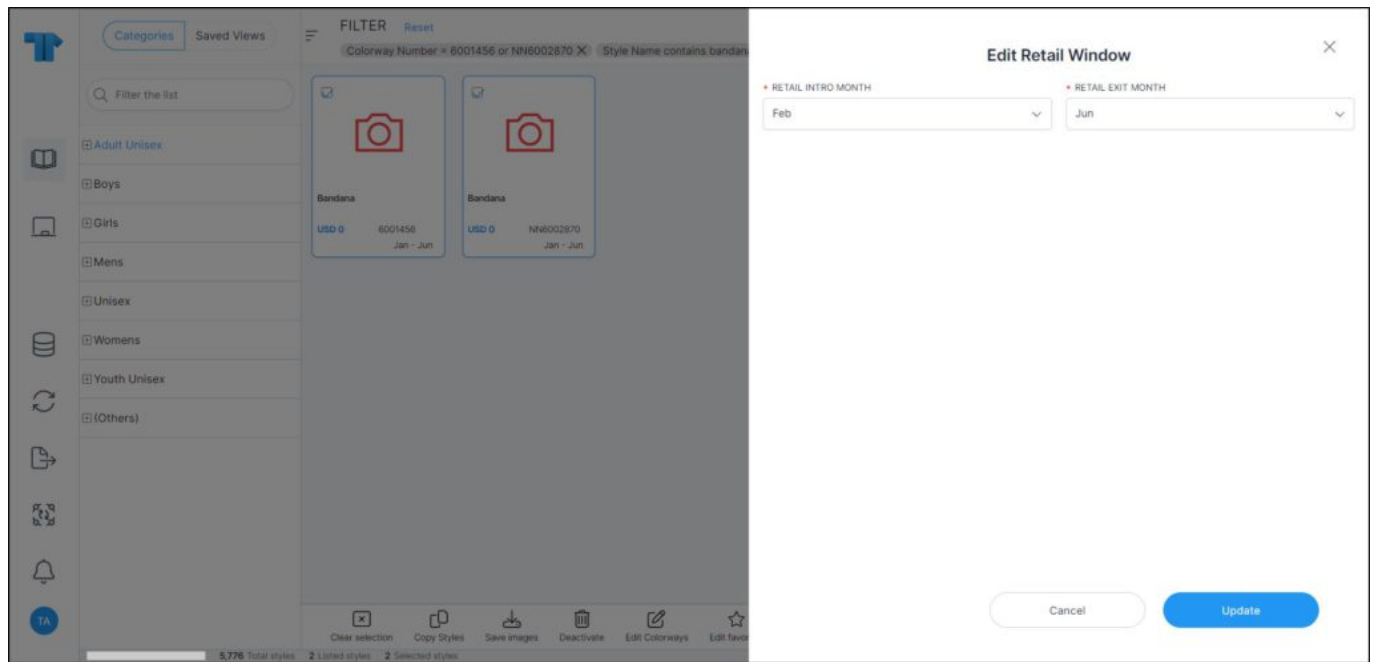 Categories
Saved Views
Filter the list
Adult Unisex
Boys
Girls
Mens
Unisex
Womens
Youth Unisex
(Others)
TA
FILTER Reset
Colorway Number = 6001456 or NN6002870 X Style Name contains bandan
Bandana
USD 0 6001456
Jan - Jun
Bandana
USD 0 NN6002870
Jan - Jun
Clear selection
Copy Styles
Save images
Deactivate
Edit Colorways
Edit favor
5,776 Total styles 2 Listed styles 2 Selected styles
Edit Retail Window
* RETAIL INTRO MONTH
Feb
* RETAIL EXIT MONTH
Jun
Cancel
Update